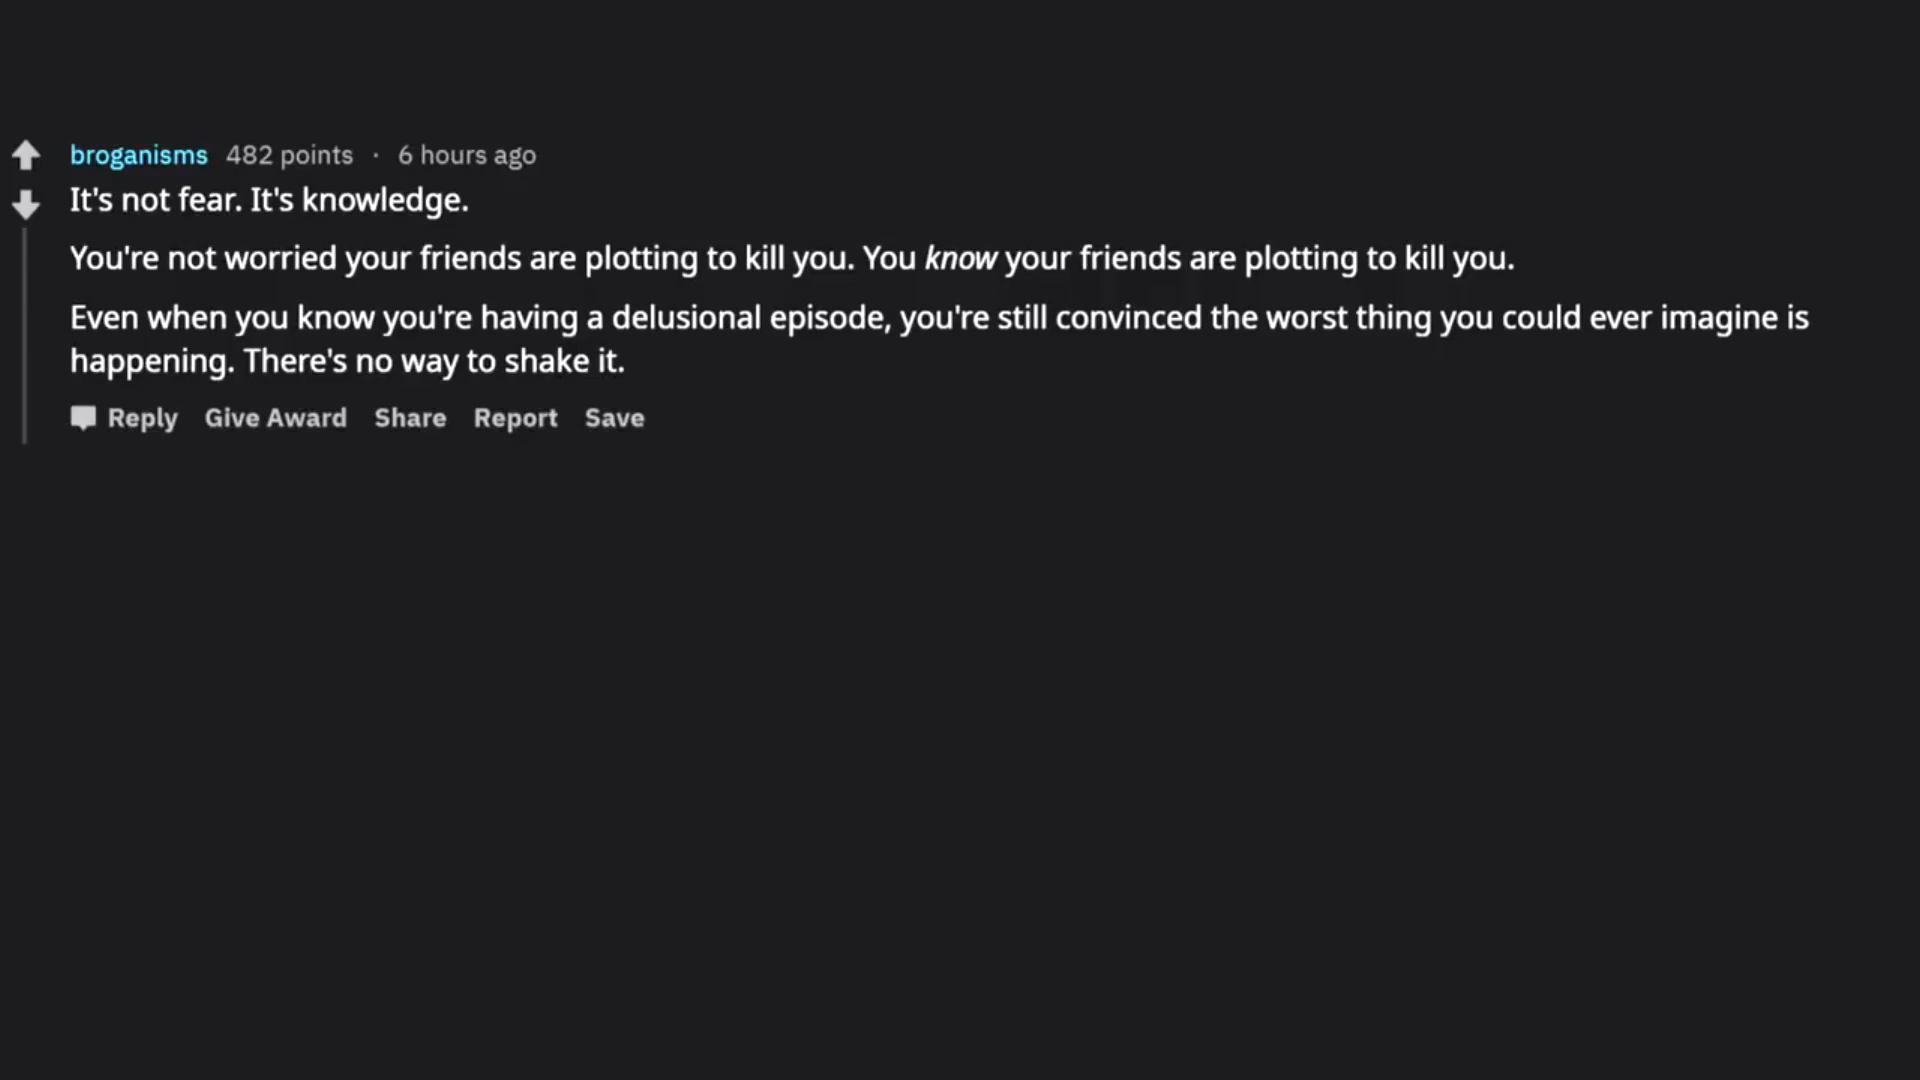 broganisms 482 points · 6 hours ago
It's not fear. It's knowledge.
You're not worried your friends are plotting to kill you. You know your friends are plotting to kill you.
Even when you know you're having a delusional episode, you're still convinced the worst thing you could ever imagine is
happening. There's no way to shake it.
Reply Give Award Share Report Save